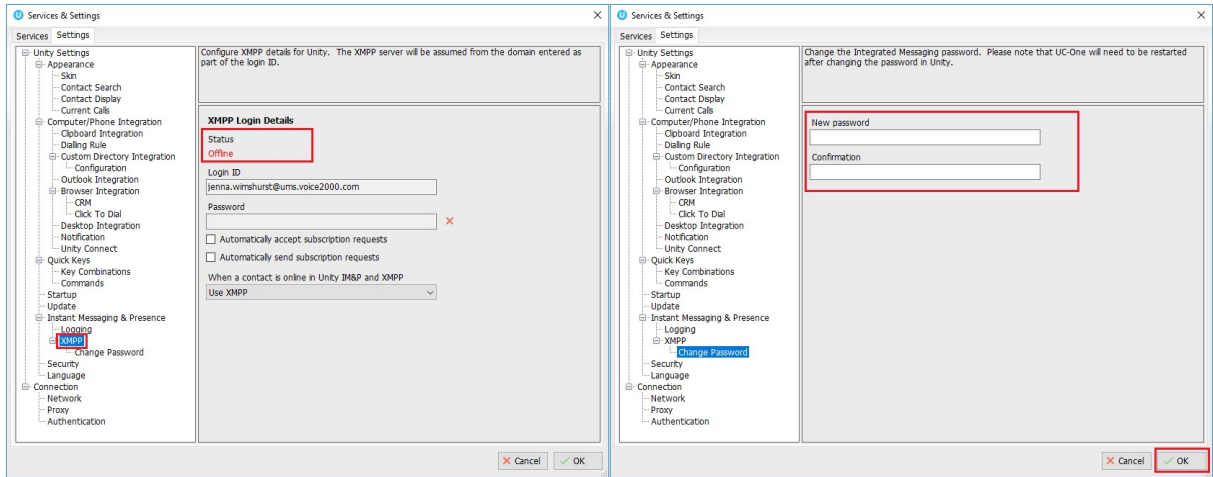 Services & Settings
Services Settings
Unity Settings
Appearance
Skin
Contact Search
Contact Display
Current Calls
Computer/Phone Integration
Clipboard Integration
Dialling Rule
Custom Directory Integration
Configuration
Outlook Integration
Browser Integration
CRM
Click To Dial
Desktop Integration
Notification
Unity Connect
Quick Keys
Key Combinations
Commands
Startup
Update
Instant Messaging & Presence
Logging
XMPP
Change Password
Security
Language
Connection
Network
Proxy
Authentication
Configure XMPP details for Unity. The XMPP server will be assumed from the domain entered as
part of the login ID.
XMPP Login Details
Status
Offline
Login ID
jenna.wimshurst@ums.voice2000.com
Password
Automatically accept subscription requests
Automatically send subscription requests
When a contact is online in Unity IM&P and XMPP
Use XMPP
Cancel OK
Services & Settings
Services Settings
Unity Settings
Appearance
Skin
Contact Search
Contact Display
Current Calls
Computer/Phone Integration
Clipboard Integration
Dialling Rule
Custom Directory Integration
Configuration
Outlook Integration
Browser Integration
CRM
Click To Dial
Desktop Integration
Notification
Unity Connect
Quick Keys
Key Combinations
Commands
Startup
Update
Instant Messaging & Presence
Logging
XMPP
Change Password
Security
Language
Connection
Network
Proxy
Authentication
Change the Integrated Messaging password. Please note that UC-One will need to be restarted
after changing the password in Unity.
New password
Confirmation
Cancel OK